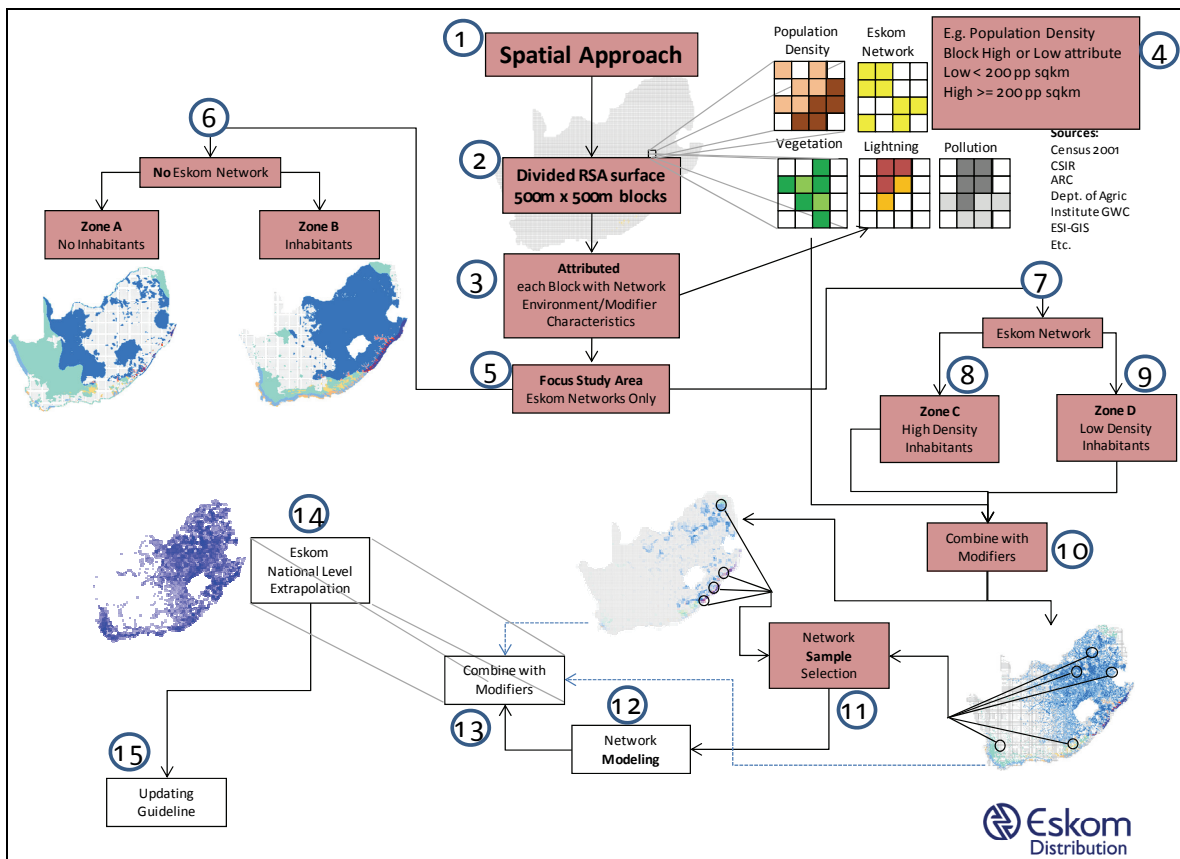 1
Spatial Approach
Population
Density
Eskom
Network
E.g. Population Density
Block High or Low attribute
Low < 200 pp sqkm
High >= 200 pp sqkm
4
Sources:
Census 2001
CSIR
ARC
Dept. of Agric
Institute GWC
ESI-GIS
Etc.
Vegetation
Lightning
Pollution
2
Divided RSA surface
500m x 500m blocks
3
Attributed
each Block with Network
Environment/Modifier
Characteristics
5
Focus Study Area
Eskom Networks Only
6
No Eskom Network
Zone A
No Inhabitants
Zone B
Inhabitants
7
Eskom Network
8
Zone C
High Density
Inhabitants
9
Zone D
Low Density
Inhabitants
Combine with
Modifiers
10
Network
Sample
Selection
11
12
Network
Modeling
Combine with
Modifiers
13
14
Eskom
National Level
Extrapolation
15
Updating
Guideline
Eskom
Distribution